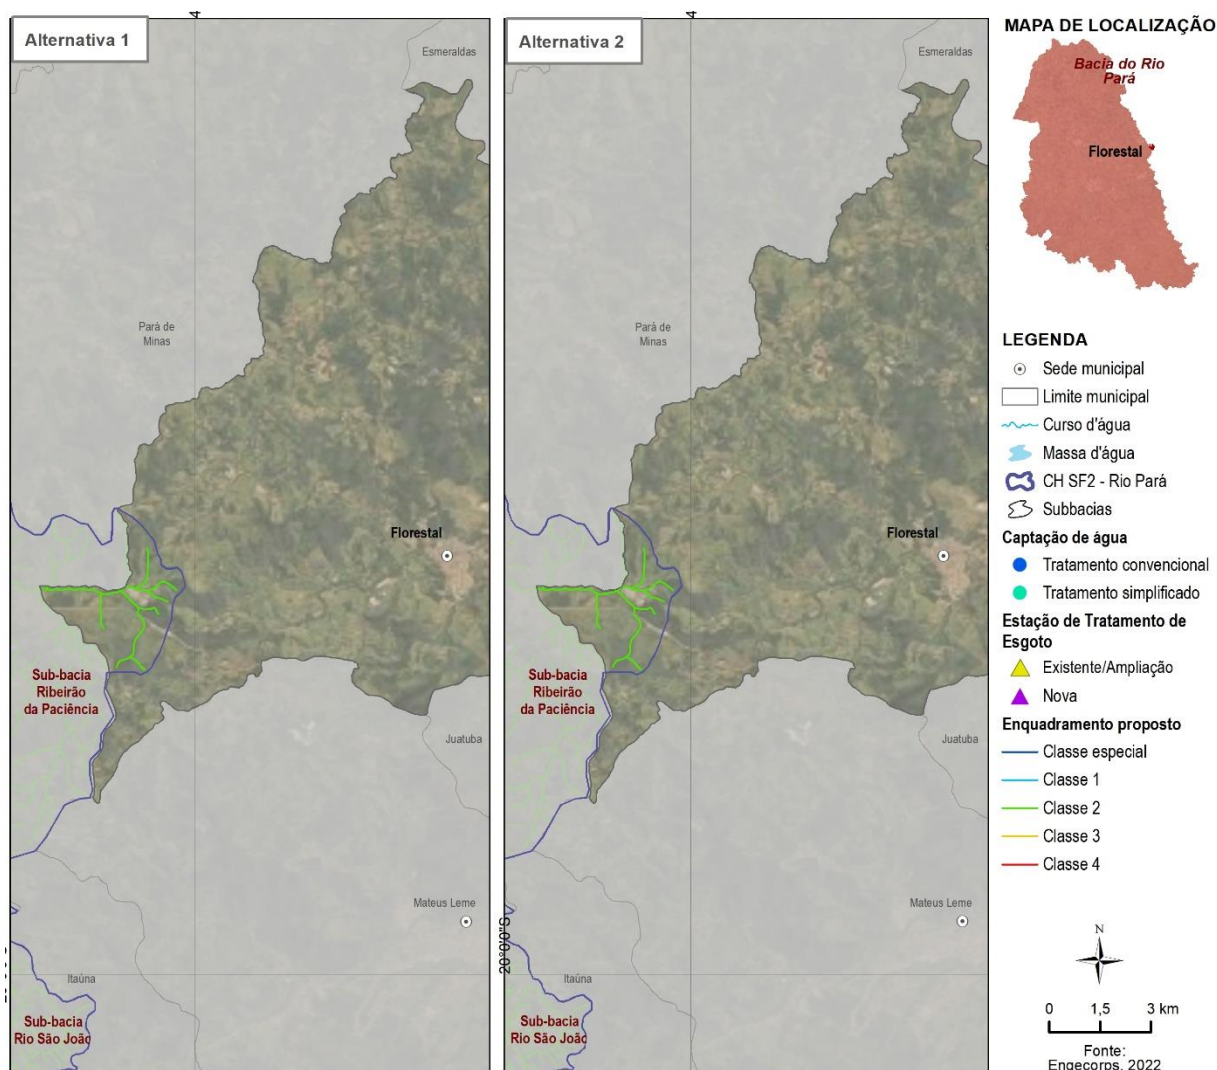 Alternativa 1
4
Esmeraldas
Pará de
Minas
Florestal
Sub-bacia
Ribeirão
da Paciência
Juatuba
Mateus Leme
Itaúna
Sub-bacia
Rio São João
Alternativa 2
4
Esmeraldas
Pará de
Minas
Florestal
Sub-bacia
Ribeirão
da Paciência
Juatuba
Mateus Leme
20°0'0"S
Itaúna
Sub-bacia
Rio São João
MAPA DE LOCALIZAÇÃO
Bacia do Rio
Pará
Florestal
LEGENDA
Sede municipal
Limite municipal
Curso d'água
Massa d'água
CH SF2 - Rio Pará
Subbacias
Captação de água
Tratamento convencional
Tratamento simplificado
Estação de Tratamento de
Esgoto
Existente/Ampliação
Nova
Enquadramento proposto
Classe especial
Classe 1
Classe 2
Classe 3
Classe 4
N
0 1,5 3 km
Fonte:
Engecorps, 2022